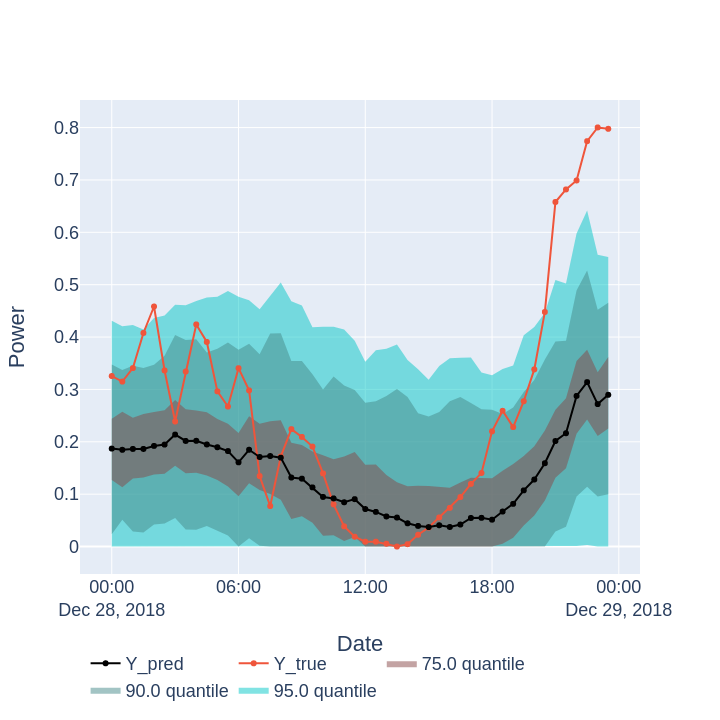 Power
0.8
0.7
0.6
0.5
0.4
0.3
0.2
0.1
0
00:00 06:00 12:00 18:00 00:00
Dec 28, 2018 Dec 29, 2018
Date
Y_pred Y_true 75.0 quantile
90.0 quantile 95.0 quantile